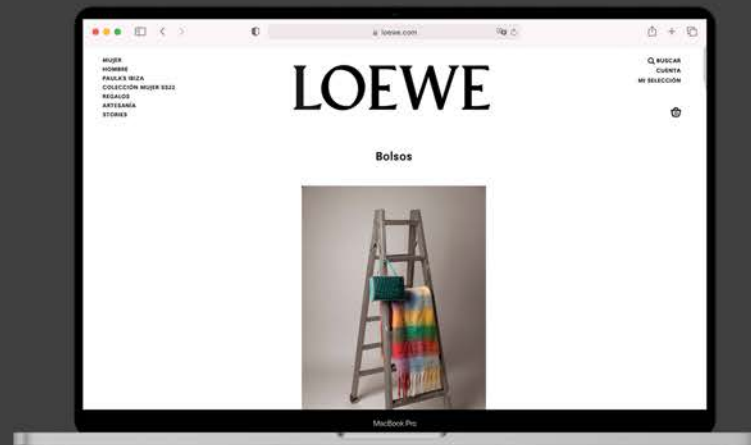 loewe.com
MUJER
HOMBRE
PAULA'S IBIZA
COLECCIÓN MUJER SS22
REGALOS
ARTESANÍA
STORIES
LOEWE
BUSCAR
CUENTA
MI SELECCIÓN
Bolsos
MacBook Pro